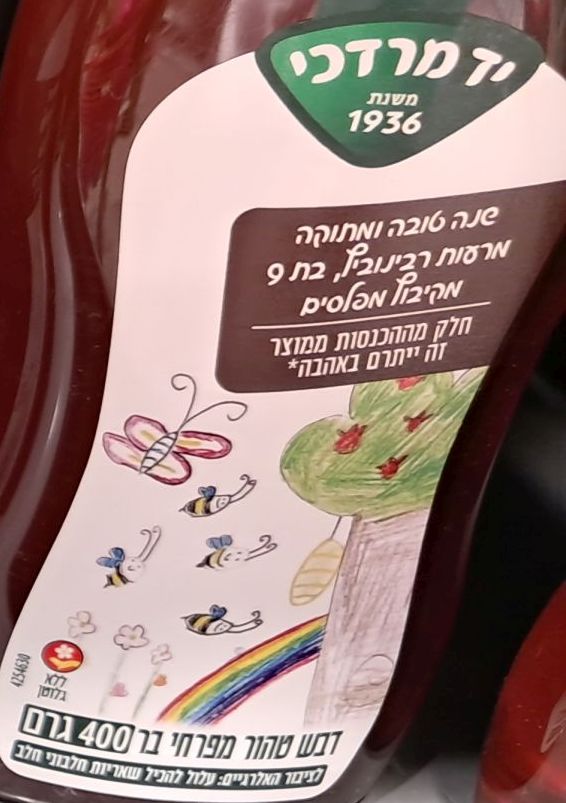 יד מרדכי
משנת
1936
שנה טובה ומתוקה
מרעות רבינוביץ, בת 9
מקיבוץ מפלסים
חלק מההכנסות ממוצר
זה ייתרם באהבה*
4254630
ללא
גלוטן
דבש טהור מפרחי בר 400 גרם
לציבור האלרגיים: עלול להכיל שאריות חלבוני חלב